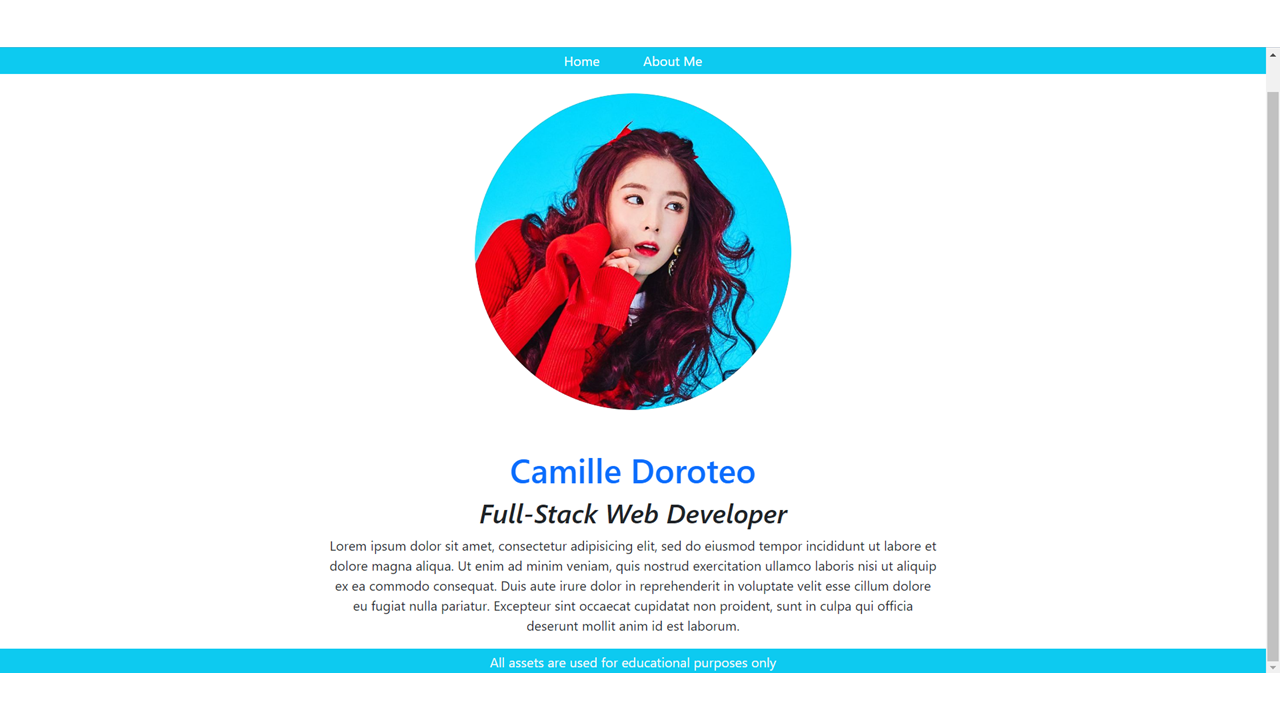 Home About Me
Camille Doroteo
Full-Stack Web Developer
Lorem ipsum dolor sit amet, consectetur adipisicing elit, sed do eiusmod tempor incididunt ut labore et
dolore magna aliqua. Ut enim ad minim veniam, quis nostrud exercitation ullamco laboris nisi ut aliquip
ex ea commodo consequat. Duis aute irure dolor in reprehenderit in voluptate velit esse cillum dolore
eu fugiat nulla pariatur. Excepteur sint occaecat cupidatat non proident, sunt in culpa qui officia
deserunt mollit anim id est laborum.
All assets are used for educational purposes only